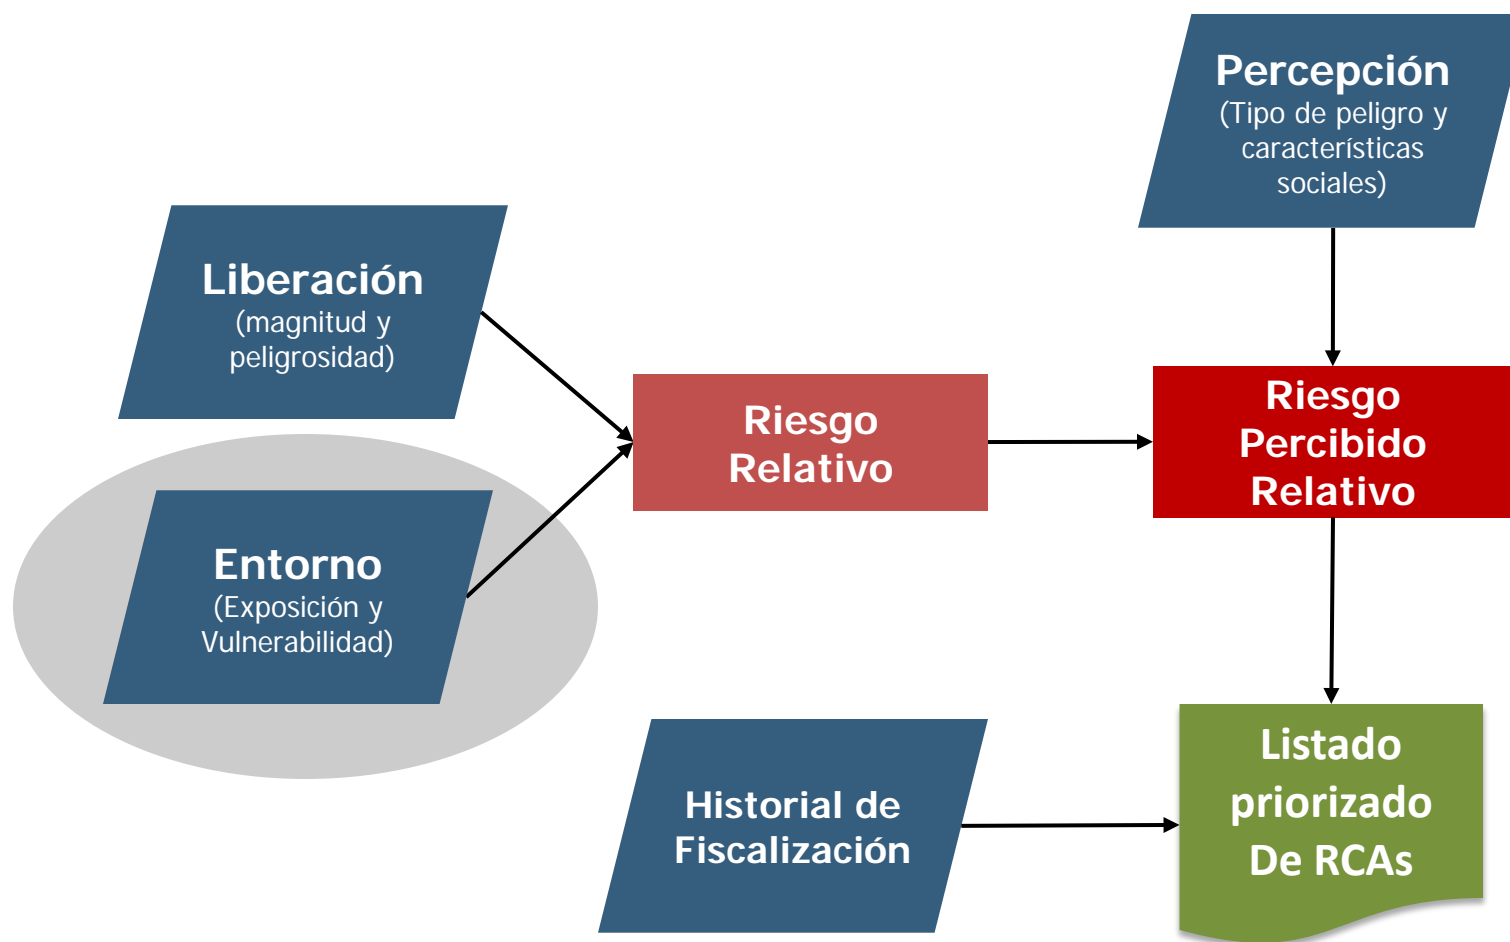 Percepción
(Tipo de peligro y
características
sociales)
Liberación
(magnitud y
peligrosidad)
Riesgo
Relativo
Riesgo
Percibido
Relativo
Entorno
(Exposición y
Vulnerabilidad)
Historial de
Fiscalización
Listado
priorizado
De RCAs